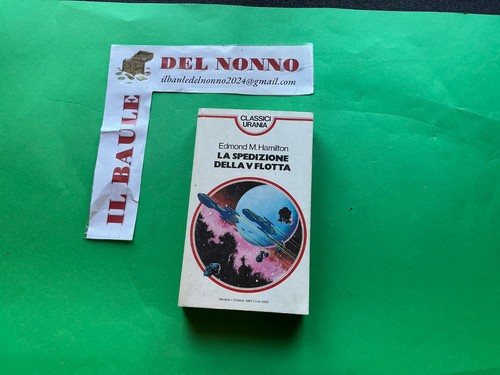 DEL NONNO
ilbauledelnonno2024@gmail.com
IL BAULE
CLASSICI
URANIA
Edmond M. Hamilton
LA SPEDIZIONE
DELLA V FLOTTA